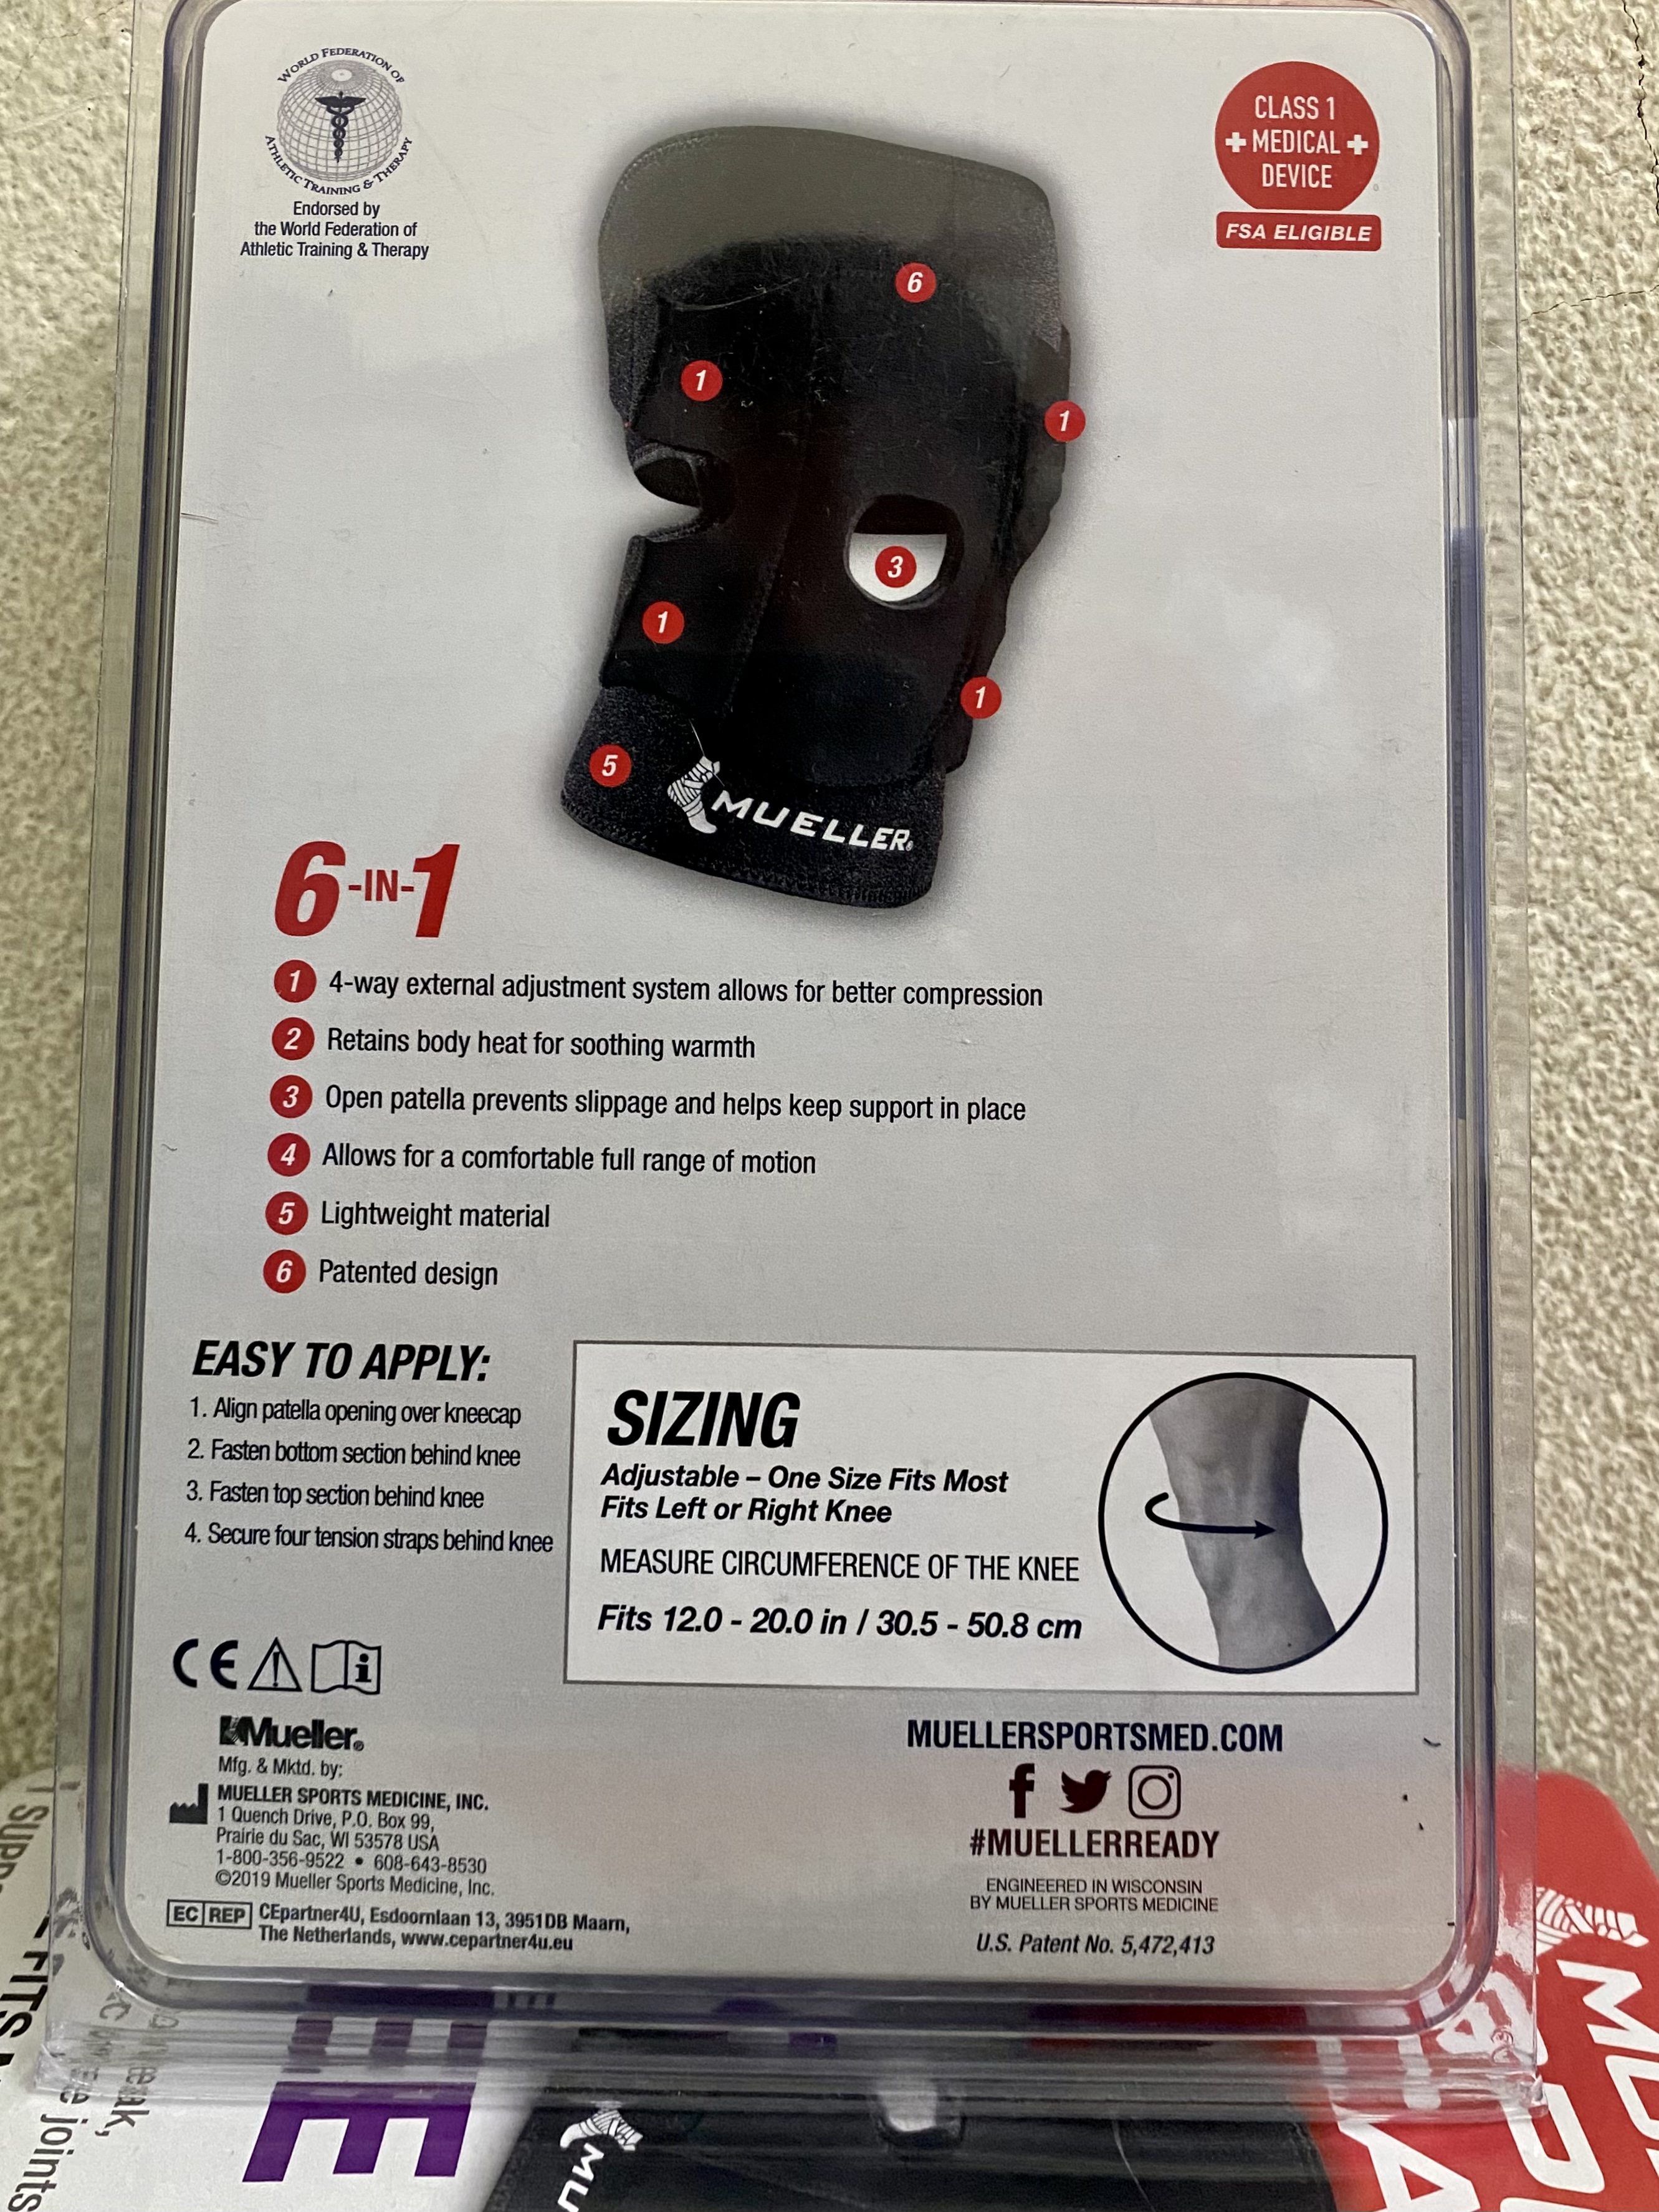 WORLD FEDERATION OF
ATHLETIC TRAINING & THERAPY
Endorsed by
the World Federation of
Athletic Training & Therapy
CLASS 1
MEDICAL
DEVICE
FSA ELIGIBLE
6
1
1
3
1
1
5
MUELLER®
6-IN-1
1 4-way external adjustment system allows for better compression
2 Retains body heat for soothing warmth
3 Open patella prevents slippage and helps keep support in place
4 Allows for a comfortable full range of motion
5 Lightweight material
6 Patented design
EASY TO APPLY:
1. Align patella opening over kneecap
2. Fasten bottom section behind knee
3. Fasten top section behind knee
4. Secure four tension straps behind knee
SIZING
Adjustable – One Size Fits Most
Fits Left or Right Knee
MEASURE CIRCUMFERENCE OF THE KNEE
Fits 12.0 - 20.0 in / 30.5 - 50.8 cm
CE
Mueller®
Mfg. & Mktd. by:
MUELLER SPORTS MEDICINE, INC.
1 Quench Drive, P.O. Box 99,
Prairie du Sac, WI 53578 USA
1-800-356-9522 • 608-643-8530
©2019 Mueller Sports Medicine, Inc.
EC REP CEpartner4U, Esdoornlaan 13, 3951DB Maarn,
The Netherlands, www.cepartner4u.eu
MUELLERSPORTSMED.COM
#MUELLERREADY
ENGINEERED IN WISCONSIN
BY MUELLER SPORTS MEDICINE
U.S. Patent No. 5,472,413
FITS
joints